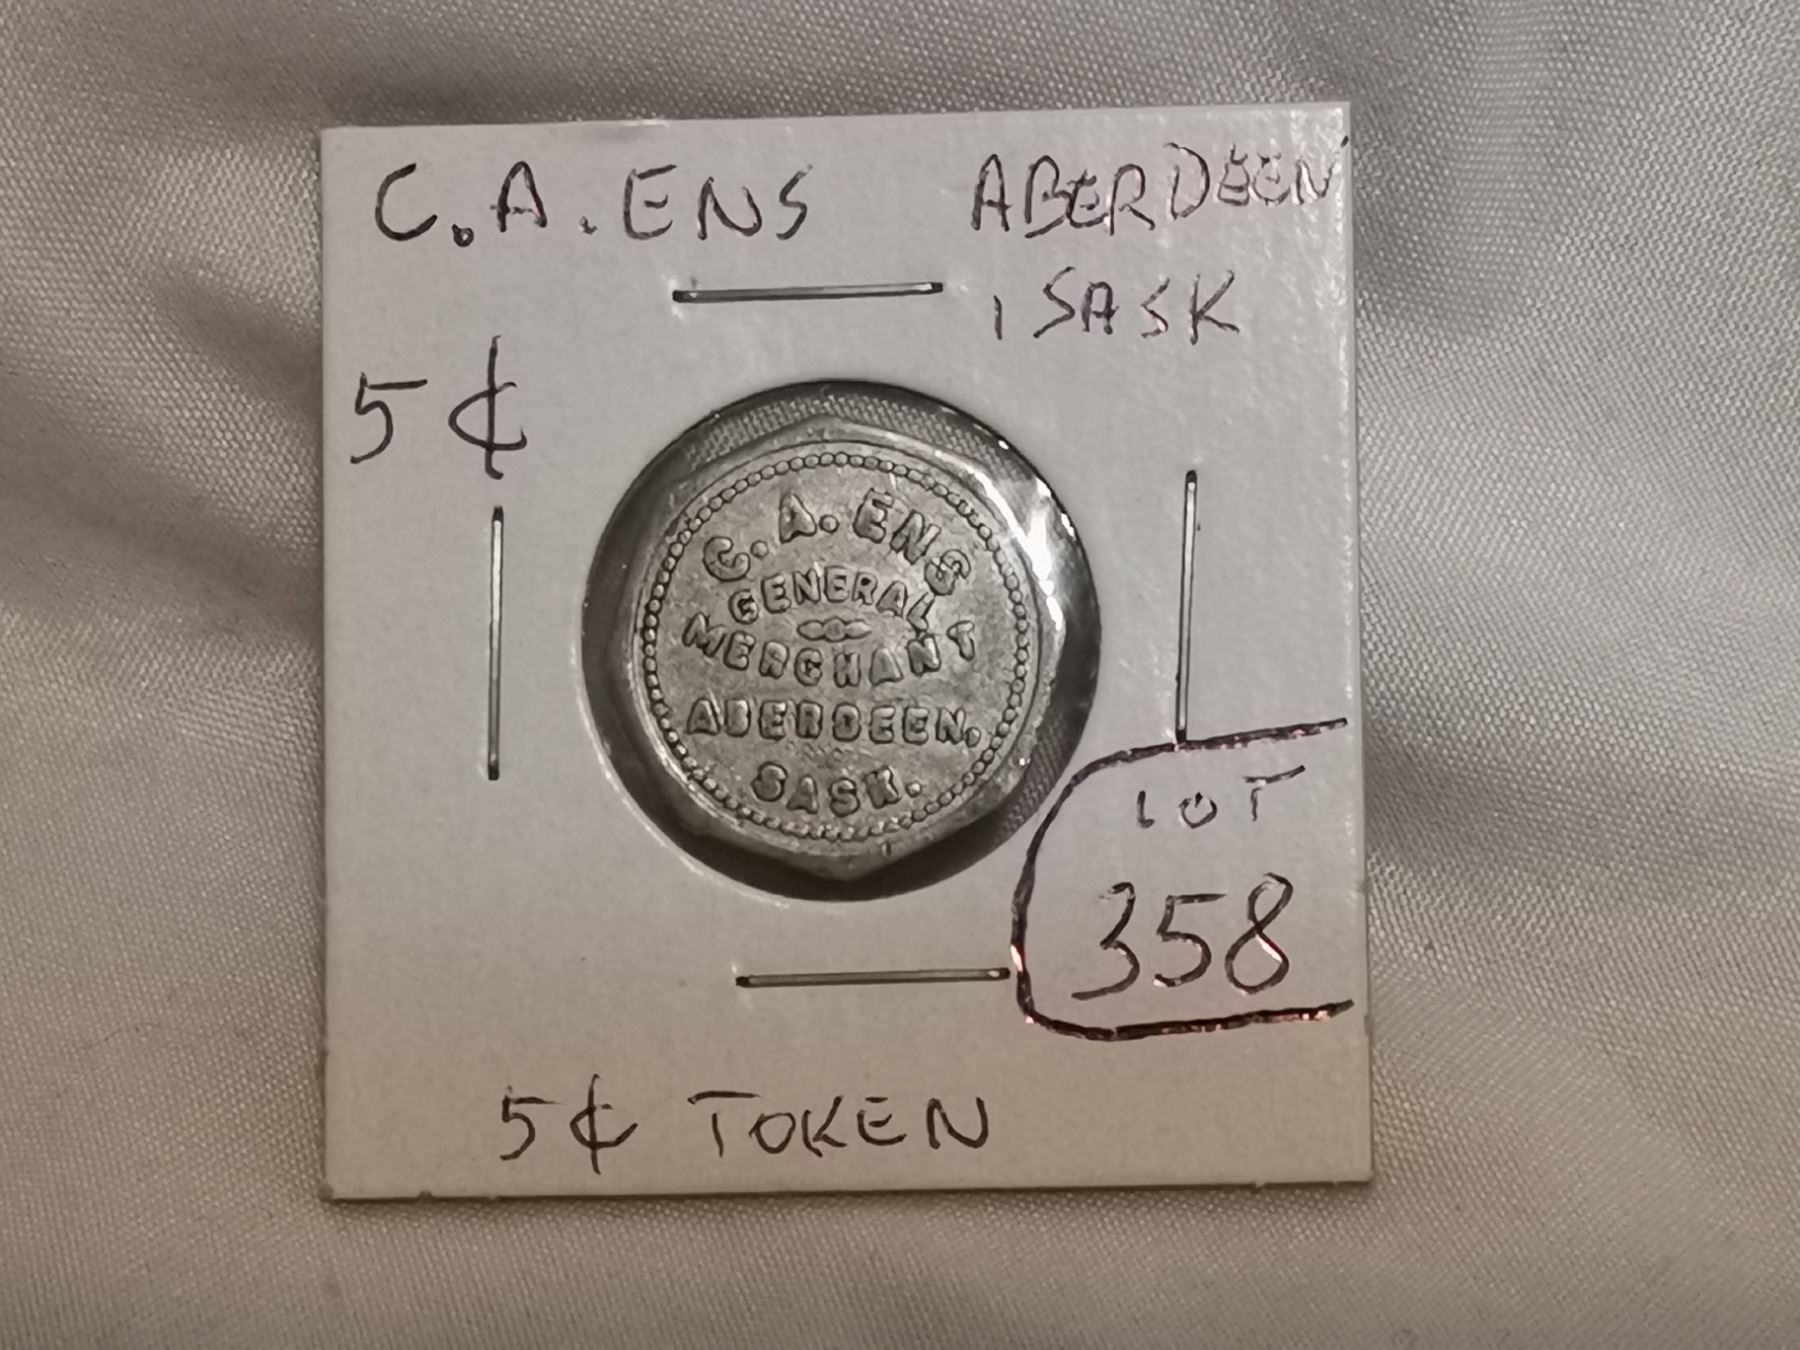 C.A.ENS ABERDEEN
, SASK
5¢
C. A. ENS
GENERAL
MERCHANT
ABERDEEN,
SASK.
LOT
358
5¢ TOKEN